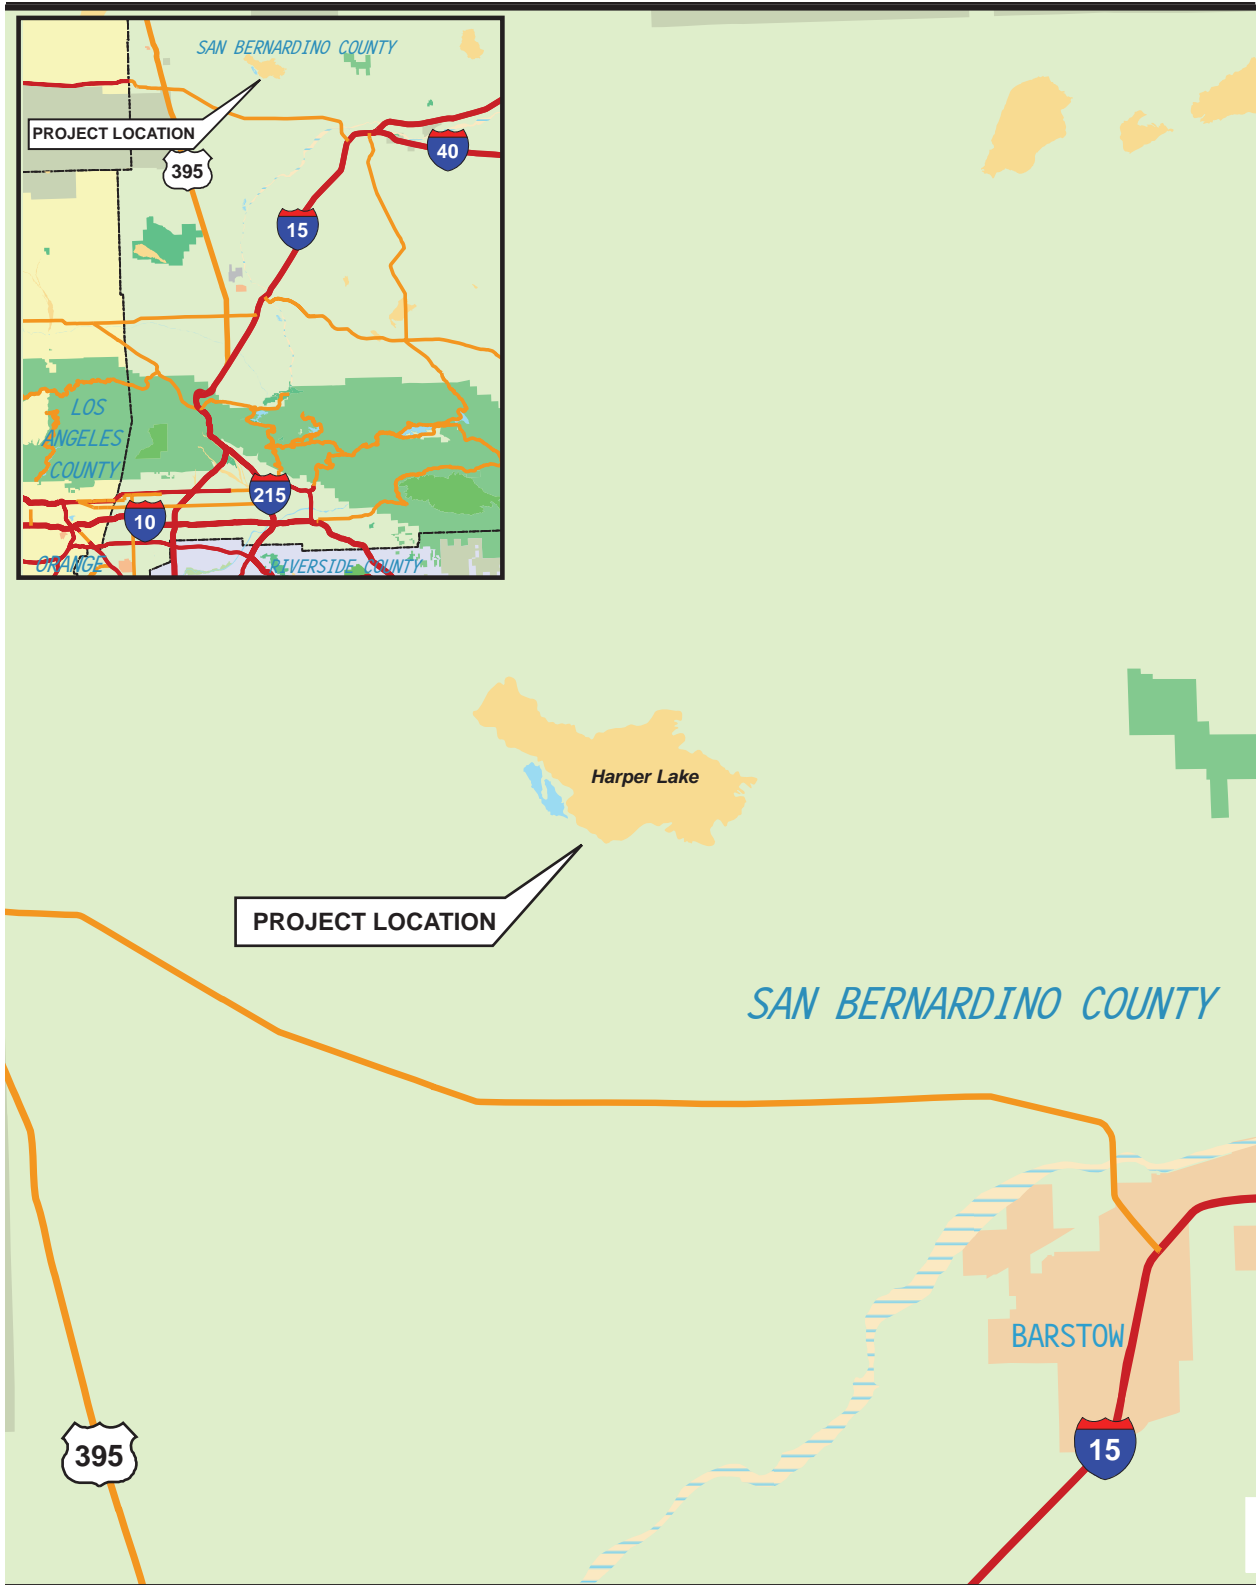 SAN BERNARDINO COUNTY
PROJECT LOCATION
395
40
15
LOS
ANGELES
COUNTY
215
10
ORANGE
RIVERSIDE COUNTY
Harper Lake
PROJECT LOCATION
SAN BERNARDINO COUNTY
BARSTOW
395
15